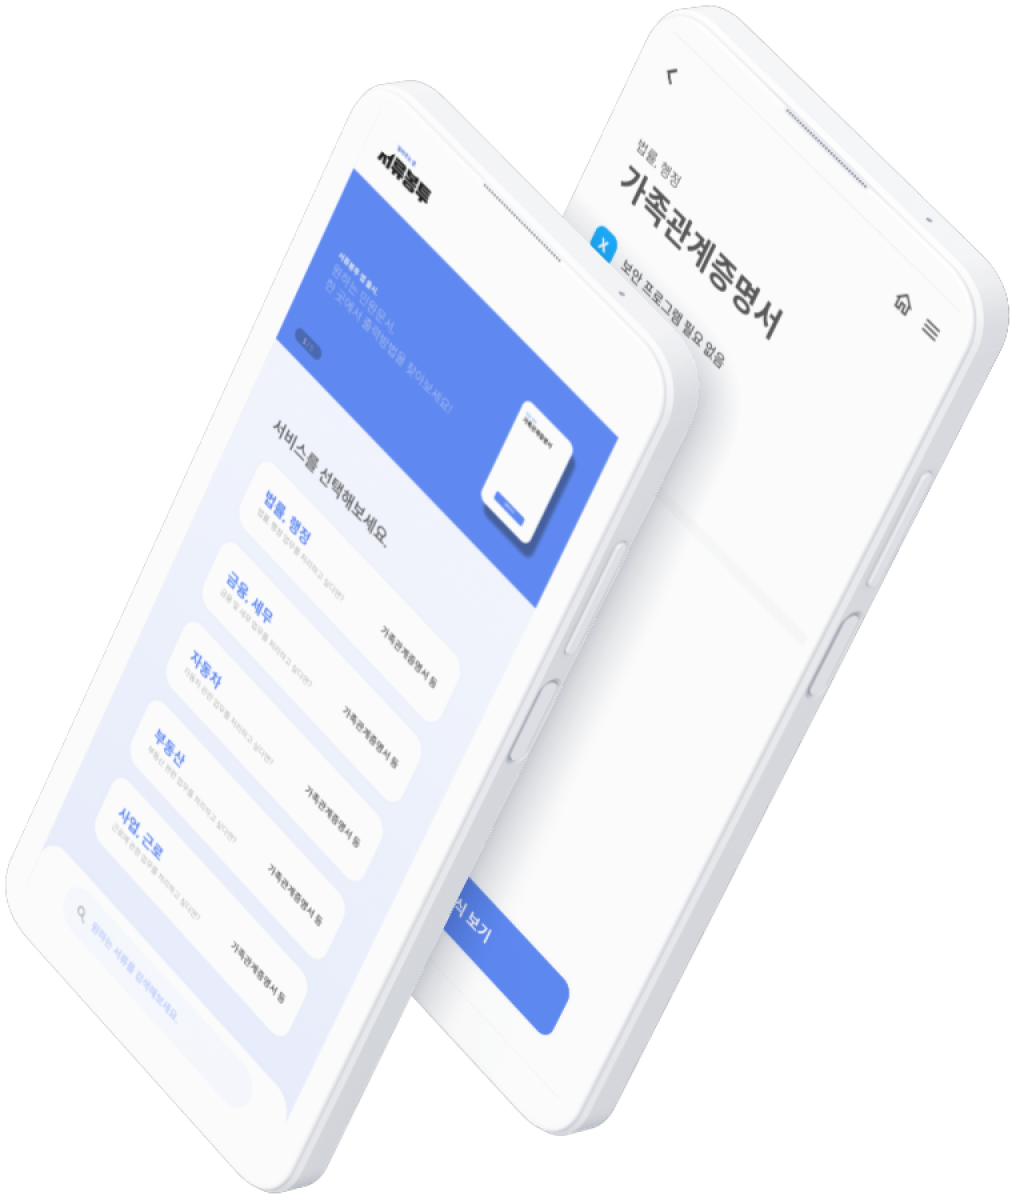 서류봉투
서류봉투 앱 출시,
원하는 민원문서,
한 곳에서 출력방법을 찾아보세요!
가족관계증명서
서비스를 선택해보세요.
법률, 행정
법률, 행정 업무를 처리하고 싶다면?
가족관계증명서 등
금융, 세무
금융 및 세무 업무를 처리하고 싶다면?
가족관계증명서 등
자동차
자동차 관련 업무를 처리하고 싶다면?
가족관계증명서 등
부동산
부동산 관련 업무를 처리하고 싶다면?
가족관계증명서 등
사업, 근로
근로에 관한 업무를 처리하고 싶다면?
가족관계증명서 등
원하는 서류를 검색해보세요.
법률, 행정
가족관계증명서
X
보안 프로그램 필요 없음
식 보기